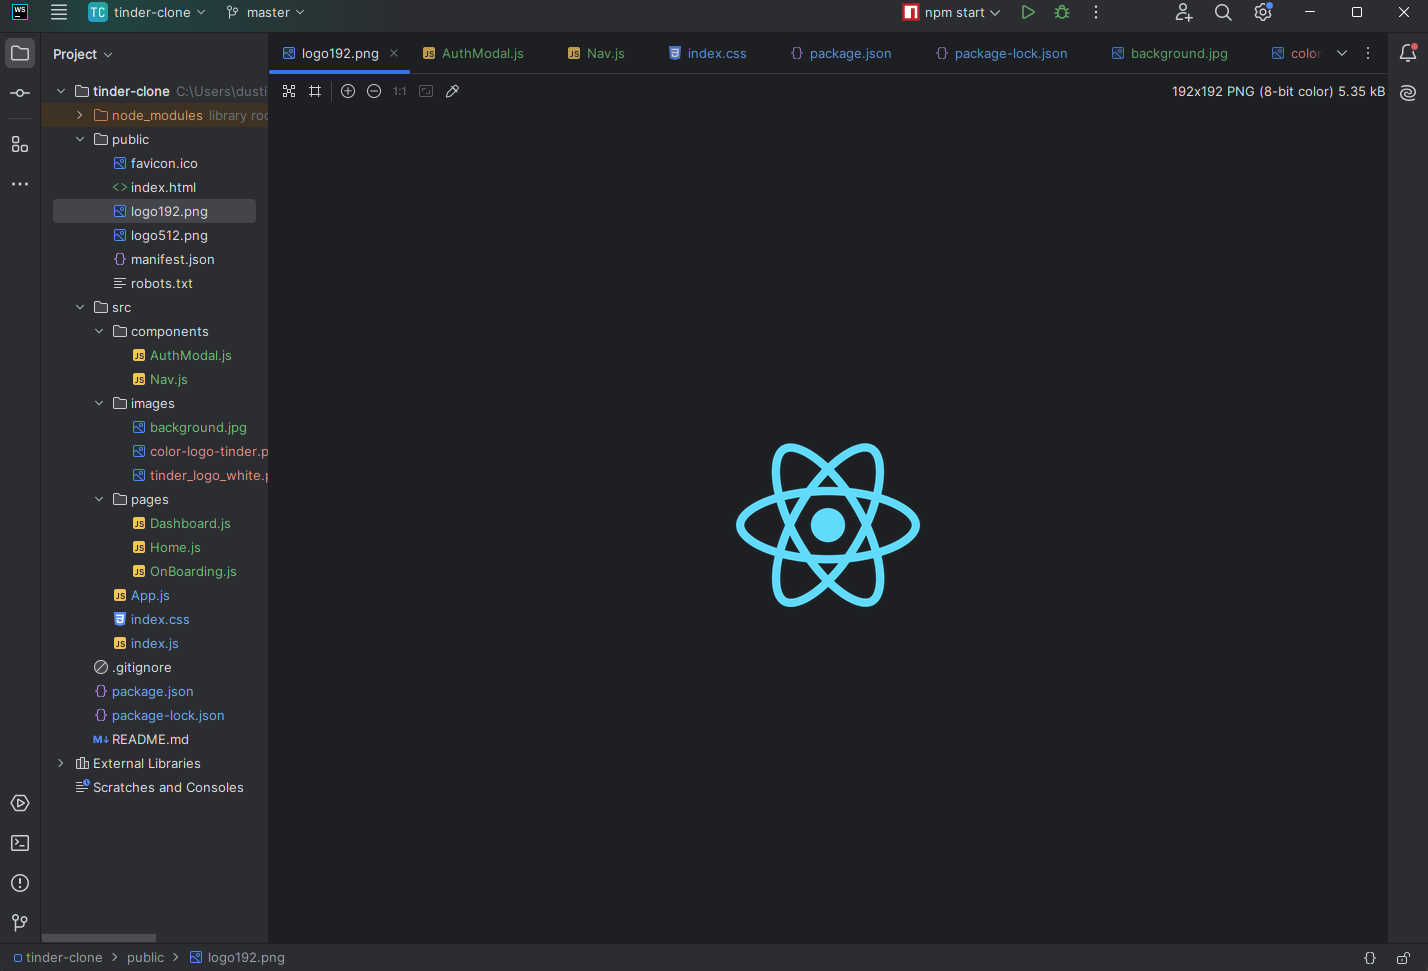 WS
TC tinder-clone master npm start
Project
logo192.png
JS AuthModal.js
JS Nav.js
index.css
{} package.json
{} package-lock.json
background.jpg
color
1:1
192x192 PNG (8-bit color) 5.35 kB
tinder-clone C:\Users\dusti
node_modules library roo
public
favicon.ico
<> index.html
logo192.png
logo512.png
{} manifest.json
robots.txt
src
components
JS AuthModal.js
JS Nav.js
images
background.jpg
color-logo-tinder.p
tinder_logo_white.p
pages
JS Dashboard.js
JS Home.js
JS OnBoarding.js
JS App.js
index.css
JS index.js
.gitignore
{} package.json
{} package-lock.json
M↓ README.md
External Libraries
Scratches and Consoles
tinder-clone > public > logo192.png
{}